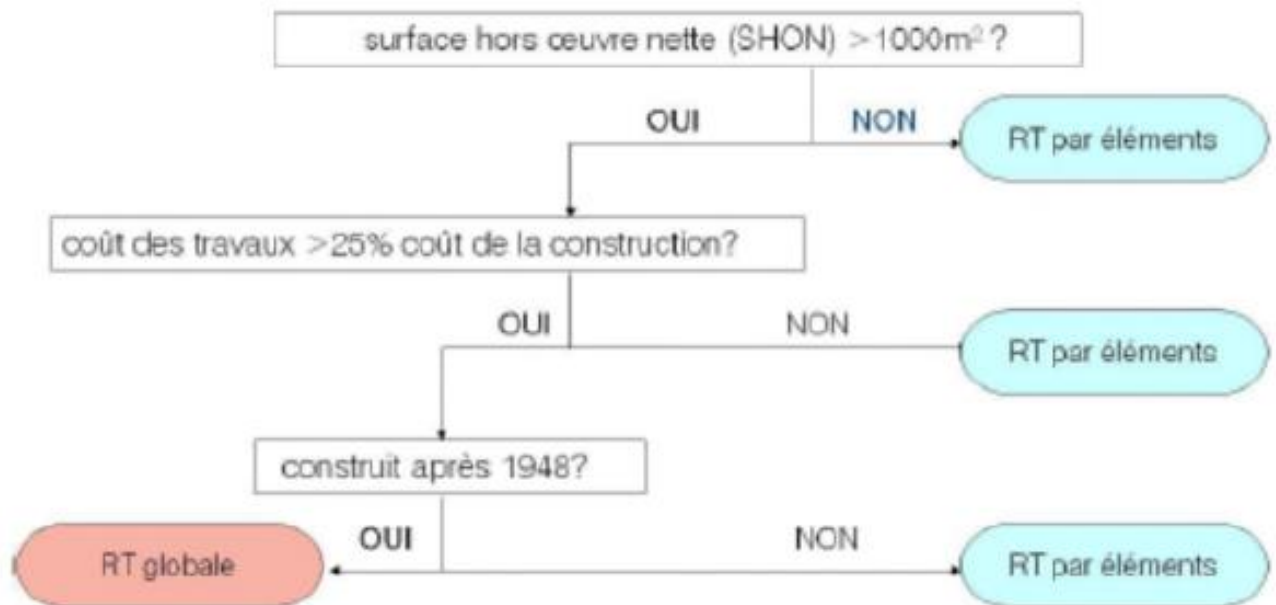 surface hors œuvre nette (SHON) >1000m²?
OUI
NON
RT par éléments
coût des travaux >25% coût de la construction?
OUI
NON
RT par éléments
construit après 1948?
OUI
NON
RT globale
RT par éléments